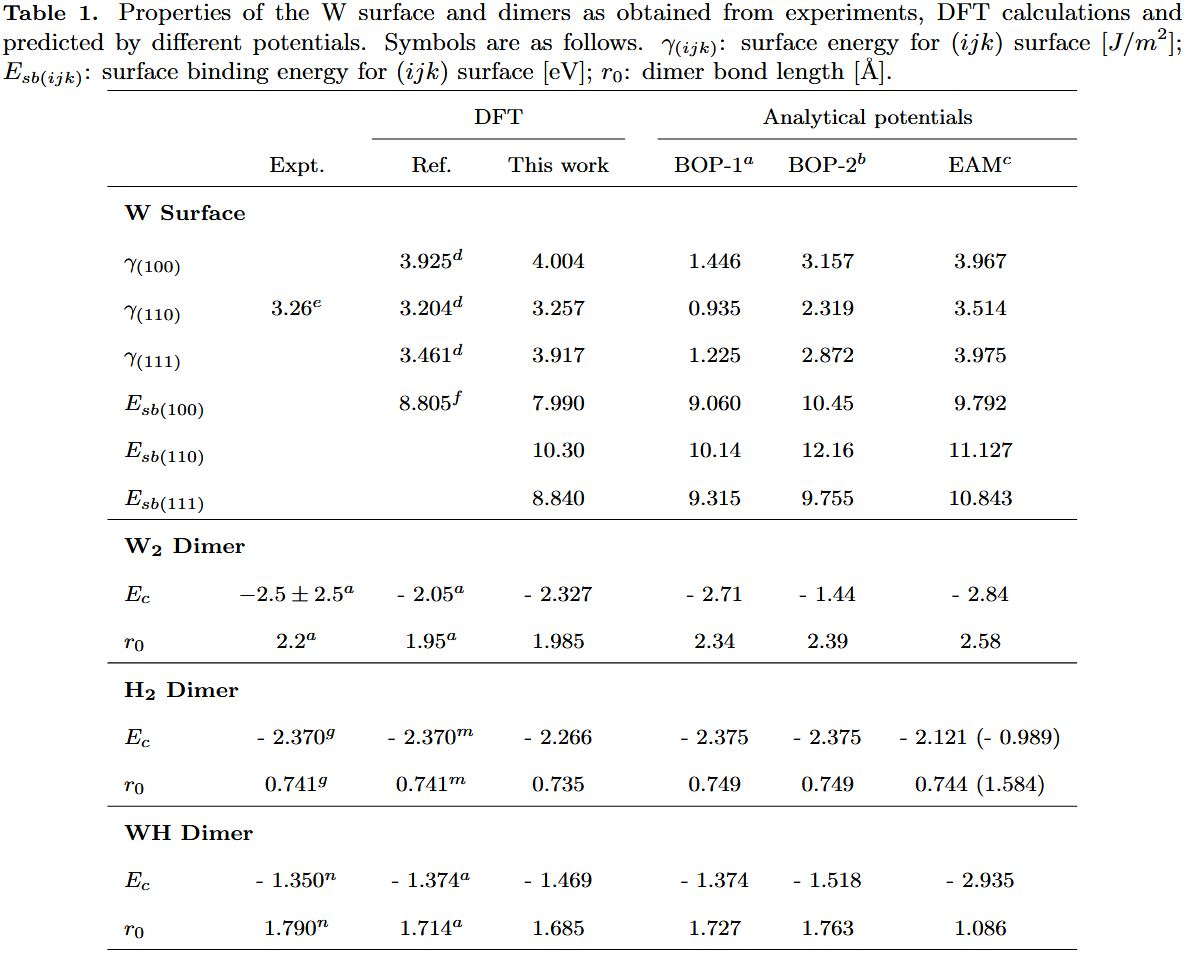 Table 1. Properties of the W surface and dimers as obtained from experiments, DFT calculations and
predicted by different potentials. Symbols are as follows. γ(ijk): surface energy for (ijk) surface [J/m²];
E_sb(ijk): surface binding energy for (ijk) surface [eV]; r₀: dimer bond length [Å].
DFT Analytical potentials
Expt. Ref. This work BOP-1ᵃ BOP-2ᵇ EAMᶜ
W Surface
γ(100) 3.925ᵈ 4.004 1.446 3.157 3.967
γ(110) 3.26ᵉ 3.204ᵈ 3.257 0.935 2.319 3.514
γ(111) 3.461ᵈ 3.917 1.225 2.872 3.975
E_sb(100) 8.805ᶠ 7.990 9.060 10.45 9.792
E_sb(110) 10.30 10.14 12.16 11.127
E_sb(111) 8.840 9.315 9.755 10.843
W₂ Dimer
E_c −2.5 ± 2.5ᵃ - 2.05ᵃ - 2.327 - 2.71 - 1.44 - 2.84
r₀ 2.2ᵃ 1.95ᵃ 1.985 2.34 2.39 2.58
H₂ Dimer
E_c - 2.370ᵍ - 2.370ᵐ - 2.266 - 2.375 - 2.375 - 2.121 (- 0.989)
r₀ 0.741ᵍ 0.741ᵐ 0.735 0.749 0.749 0.744 (1.584)
WH Dimer
E_c - 1.350ⁿ - 1.374ᵃ - 1.469 - 1.374 - 1.518 - 2.935
r₀ 1.790ⁿ 1.714ᵃ 1.685 1.727 1.763 1.086